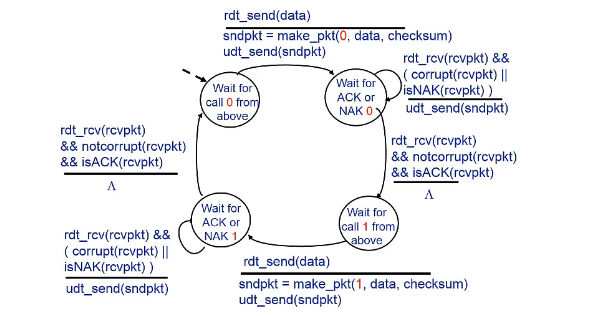 rdt_send(data)
sndpkt = make_pkt(0, data, checksum)
udt_send(sndpkt)
Wait for
call 0 from
above
Wait for
ACK or
NAK 0
rdt_rcv(rcvpkt) &&
( corrupt(rcvpkt) ||
isNAK(rcvpkt) )
udt_send(sndpkt)
rdt_rcv(rcvpkt)
&& notcorrupt(rcvpkt)
&& isACK(rcvpkt)
Λ
rdt_rcv(rcvpkt)
&& notcorrupt(rcvpkt)
&& isACK(rcvpkt)
Λ
Wait for
ACK or
NAK 1
Wait for
call 1 from
above
rdt_rcv(rcvpkt) &&
( corrupt(rcvpkt) ||
isNAK(rcvpkt) )
udt_send(sndpkt)
rdt_send(data)
sndpkt = make_pkt(1, data, checksum)
udt_send(sndpkt)